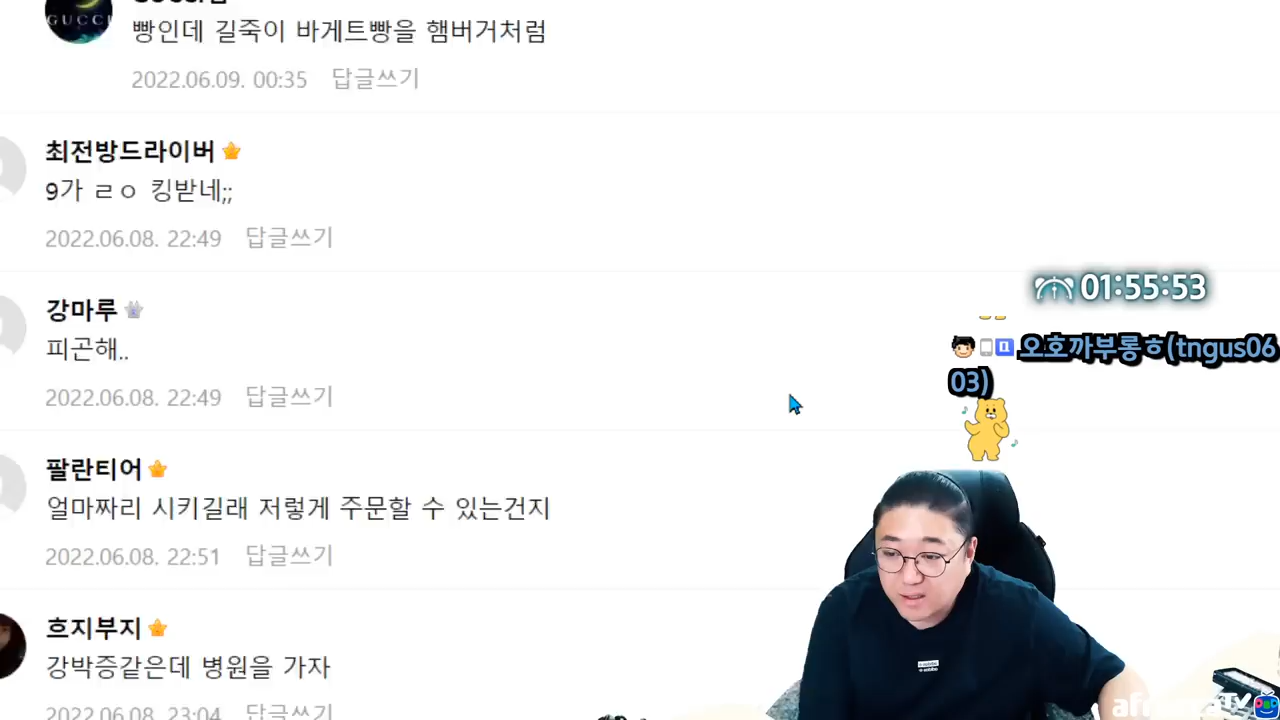 GUCCI
빵인데 길죽이 바게트빵을 햄버거처럼
2022.06.09. 00:35 답글쓰기
최전방드라이버
9가 ㄹㅇ 킹받네;;
2022.06.08. 22:49 답글쓰기
01:55:53
강마루
피곤해..
2022.06.08. 22:49 답글쓰기
오호까부롱ㅎ(tngus06
03)
팔란티어
얼마짜리 시키길래 저렇게 주문할 수 있는건지
2022.06.08. 22:51 답글쓰기
흐지부지
강박증같은데 병원을 가자
2022.06.08. 23:04 답글쓰기